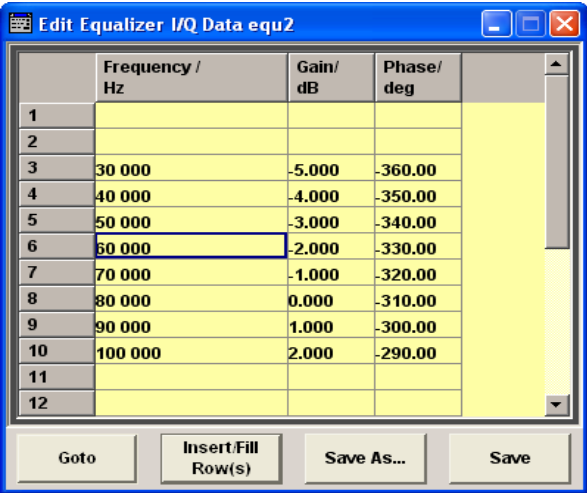 Edit Equalizer I/Q Data equ2
Frequency / Hz Gain/ dB Phase/ deg
1
2
3 30 000 -5.000 -360.00
4 40 000 -4.000 -350.00
5 50 000 -3.000 -340.00
6 60 000 -2.000 -330.00
7 70 000 -1.000 -320.00
8 80 000 0.000 -310.00
9 90 000 1.000 -300.00
10 100 000 2.000 -290.00
11
12
Goto Insert/Fill Row(s) Save As... Save